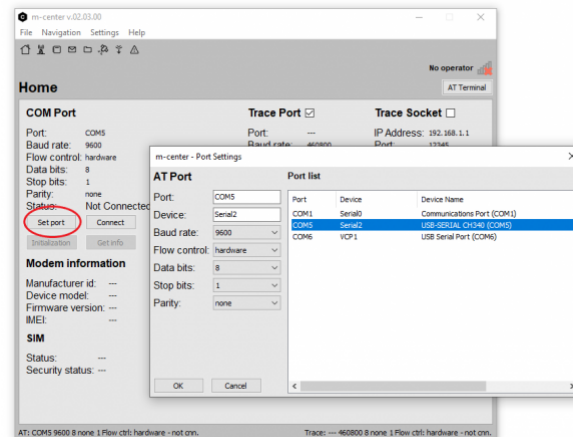 m-center v.02.03.00
File Navigation Settings Help
No operator
Home
AT Terminal
COM Port
Port: COM5
Baud rate: 9600
Flow control: hardware
Data bits: 8
Stop bits: 1
Parity: none
Status: Not Connected
Set port Connect
Initialization Get info
Modem information
Manufacturer id: ---
Device model: ---
Firmware version: ---
IMEI: ---
SIM
Status: ---
Security status: ---
Trace Port
Port: ---
Baud rate: 460800
Trace Socket
IP Address: 192.168.1.1
Port: 12345
m-center - Port Settings
AT Port
Port: COM5
Device: Serial2
Baud rate: 9600
Flow control: hardware
Data bits: 8
Stop bits: 1
Parity: none
OK Cancel
Port list
Port Device Device Name
COM1 Serial0 Communications Port (COM1)
COM5 Serial2 USB-SERIAL CH340 (COM5)
COM6 VCP1 USB Serial Port (COM6)
AT: COM5 9600 8 none 1 Flow ctrl: hardware - not cnn.
Trace: --- 460800 8 none 1 Flow ctrl: hardware - not cnn.